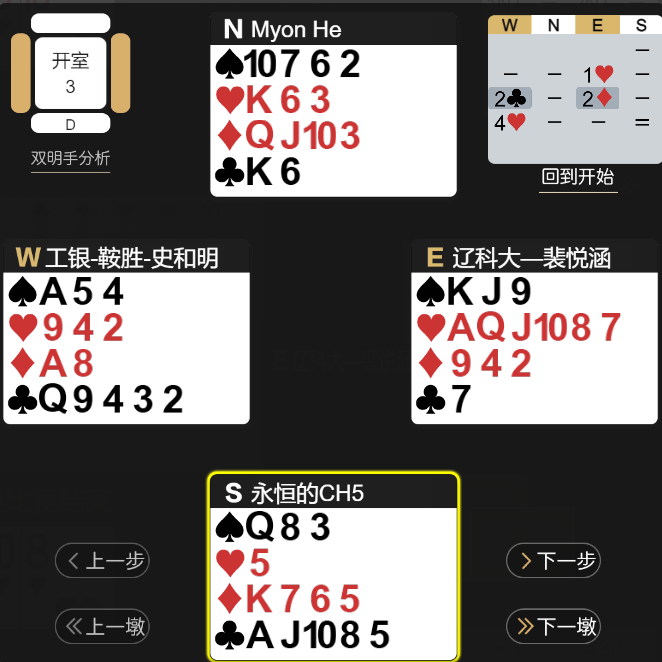 开室
3
D
双明手分析
N Myon He
♠10 7 6 2
♥K 6 3
♦Q J 10 3
♣K 6
W N E S
–
– – 1♥ –
2♣ – 2♦ –
4♥ – – =
回到开始
W 工银-鞍胜-史和明
♠A 5 4
♥9 4 2
♦A 8
♣Q 9 4 3 2
E 辽科大—裴悦涵
♠K J 9
♥A Q J 10 8 7
♦9 4 2
♣7
S 永恒的CH5
♠Q 8 3
♥5
♦K 7 6 5
♣A J 10 8 5
上一步
上一墩
下一步
下一墩